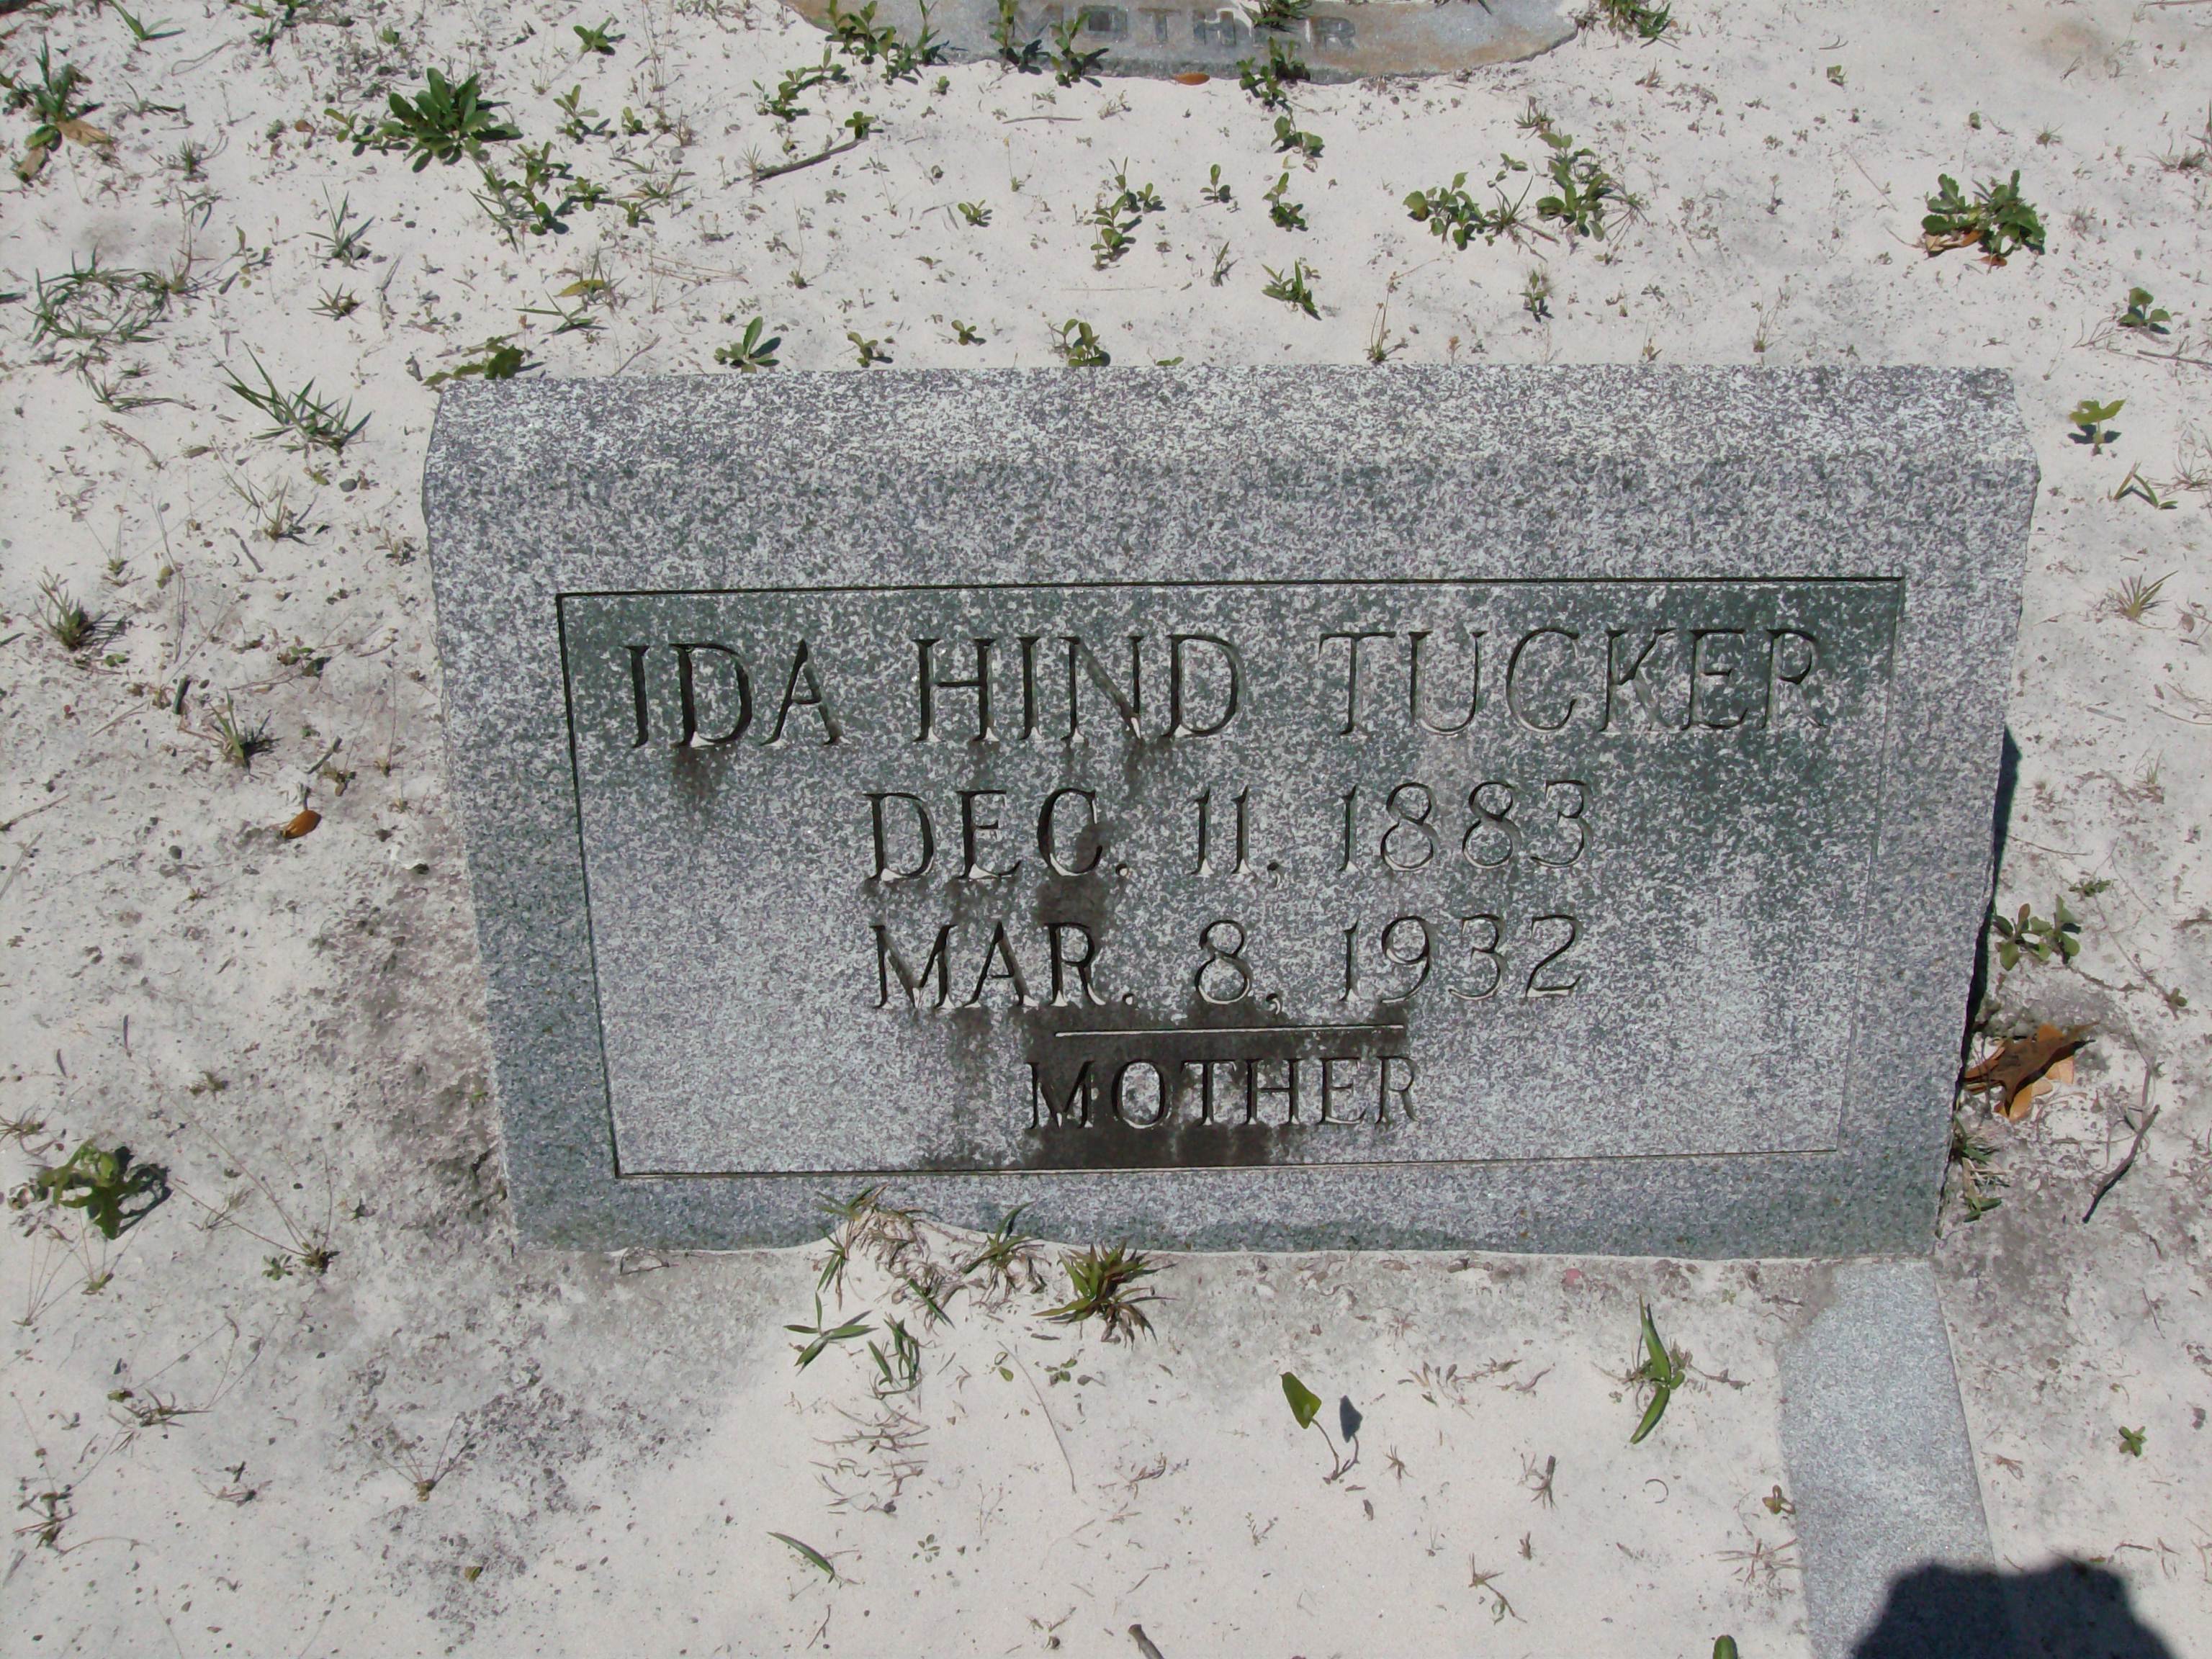 MOTHER
IDA HIND TUCKER
DEC. 11, 1883
MAR. 8, 1932
MOTHER